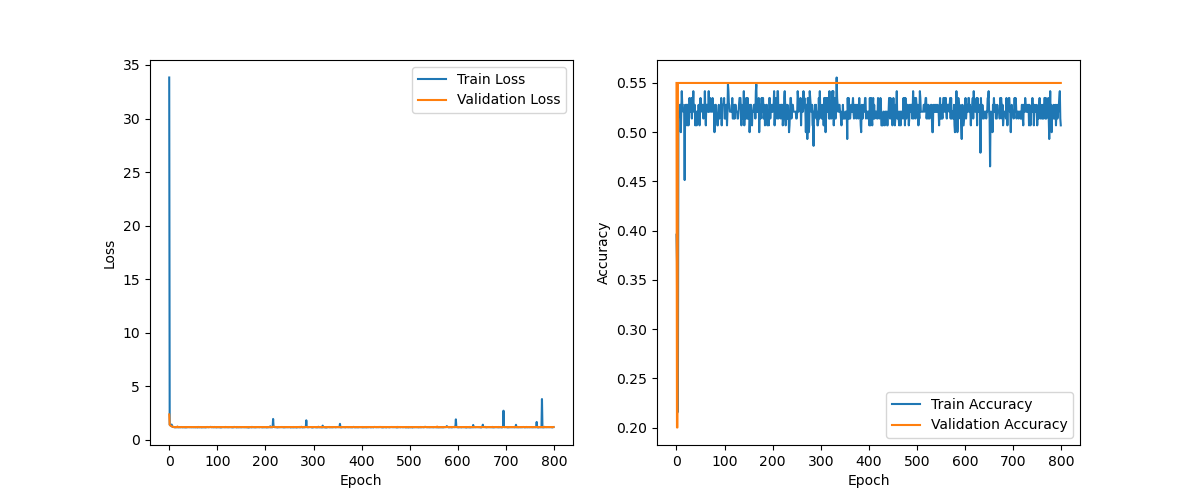 35
30
25
20
15
10
5
0
Loss
0 100 200 300 400 500 600 700 800
Epoch
Train Loss
Validation Loss
0.55
0.50
0.45
0.40
0.35
0.30
0.25
0.20
Accuracy
0 100 200 300 400 500 600 700 800
Epoch
Train Accuracy
Validation Accuracy